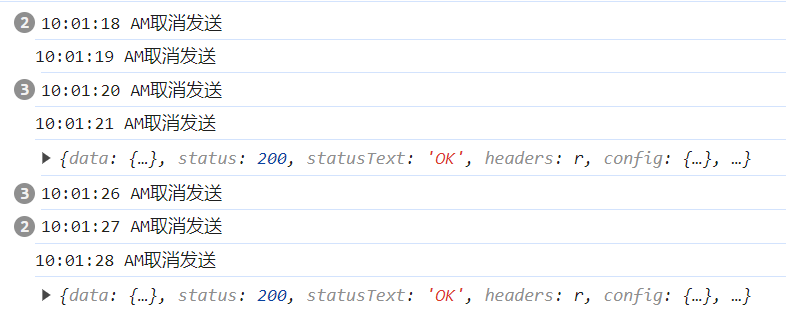 2 10:01:18 AM取消发送
10:01:19 AM取消发送
3 10:01:20 AM取消发送
10:01:21 AM取消发送
▶ {data: {…}, status: 200, statusText: 'OK', headers: r, config: {…}, …}
3 10:01:26 AM取消发送
2 10:01:27 AM取消发送
10:01:28 AM取消发送
▶ {data: {…}, status: 200, statusText: 'OK', headers: r, config: {…}, …}